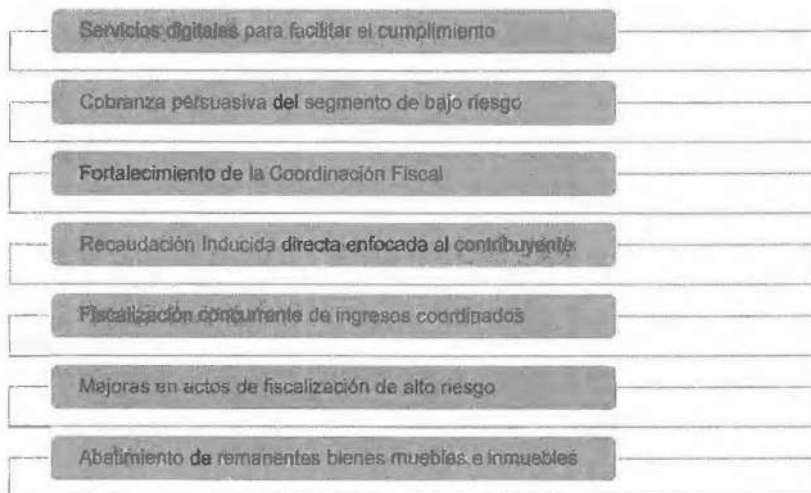 Servicios digitales para facilitar el cumplimiento
Cobranza persuasiva del segmento de bajo riesgo
Fortalecimiento de la Coordinación Fiscal
Recaudación Inducida directa enfocada al contribuyente
Fiscalización concurrente de ingresos coordinados
Mejoras en actos de fiscalización de alto riesgo
Abatimiento de remanentes bienes muebles e inmuebles